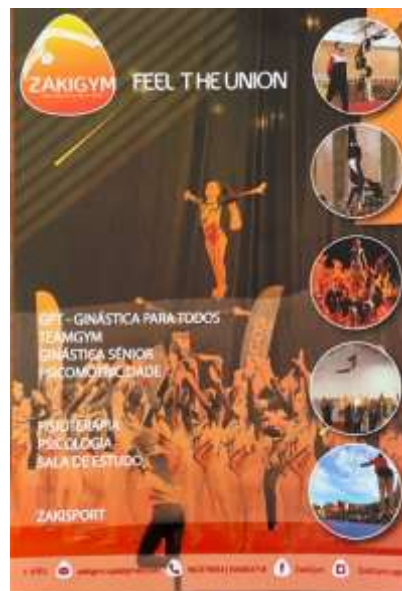 ZAKIGYM
FEEL THE UNION
GPT - GINÁSTICA PARA TODOS
TEAMGYM
GINÁSTICA SÉNIOR
PSICOMOTRICIDADE
FISIOTERAPIA
PSICOLOGIA
SALA DE ESTUDO
ZAKISPORT